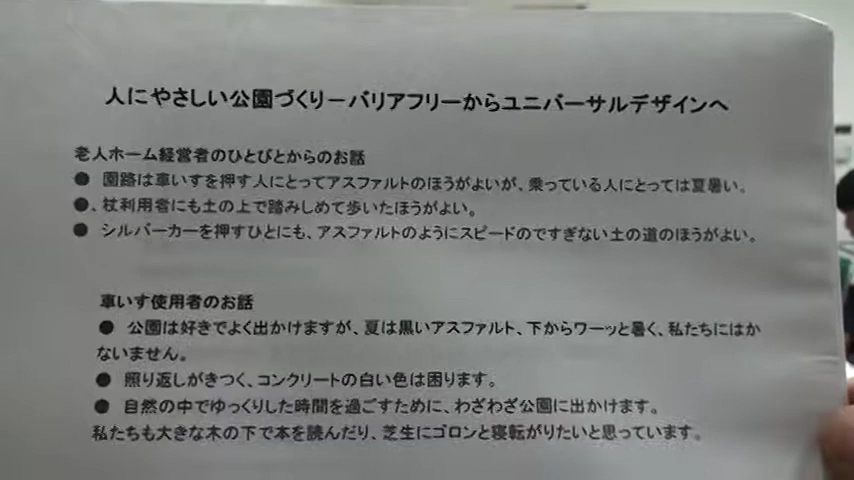 人にやさしい公園づくりーバリアフリーからユニバーサルデザインへ
老人ホーム経営者のひとびとからのお話
● 園路は車いすを押す人にとってアスファルトのほうがよいが、乗っている人にとっては夏暑い。
●、杖利用者にも土の上で踏みしめて歩いたほうがよい。
● シルバーカーを押すひとにも、アスファルトのようにスピードのですぎない土の道のほうがよい。
車いす使用者のお話
● 公園は好きでよく出かけますが、夏は黒いアスファルト、下からワーッと暑く、私たちにはか
ないません。
● 照り返しがきつく、コンクリートの白い色は困ります。
● 自然の中でゆっくりした時間を過ごすために、わざわざ公園に出かけます。
私たちも大きな木の下で本を読んだり、芝生にゴロンと寝転がりたいと思っています。